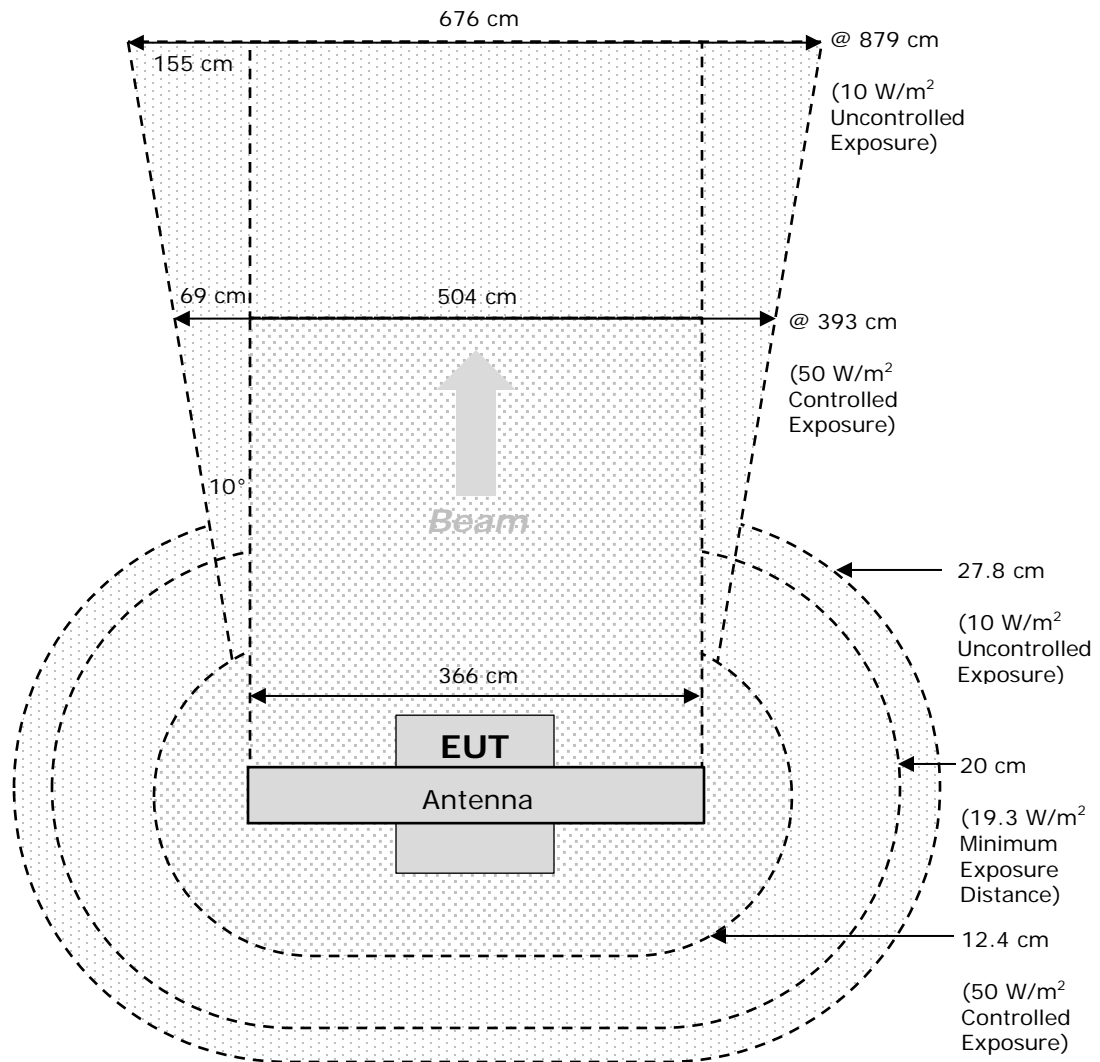 676 cm
@ 879 cm
155 cm
(10 W/m²
Uncontrolled
Exposure)
69 cm
504 cm
@ 393 cm
(50 W/m²
Controlled
Exposure)
10°
Beam
27.8 cm
(10 W/m²
Uncontrolled
Exposure)
366 cm
EUT
20 cm
Antenna
(19.3 W/m²
Minimum
Exposure
Distance)
12.4 cm
(50 W/m²
Controlled
Exposure)